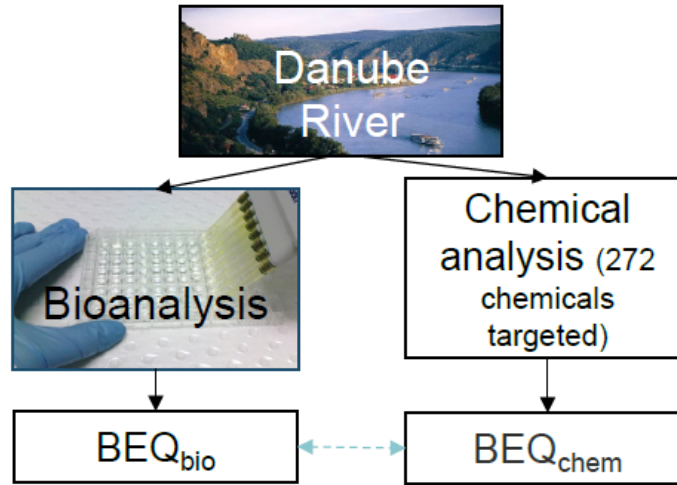 Danube
River
Bioanalysis
Chemical
analysis (272
chemicals
targeted)
BEQbio
BEQchem